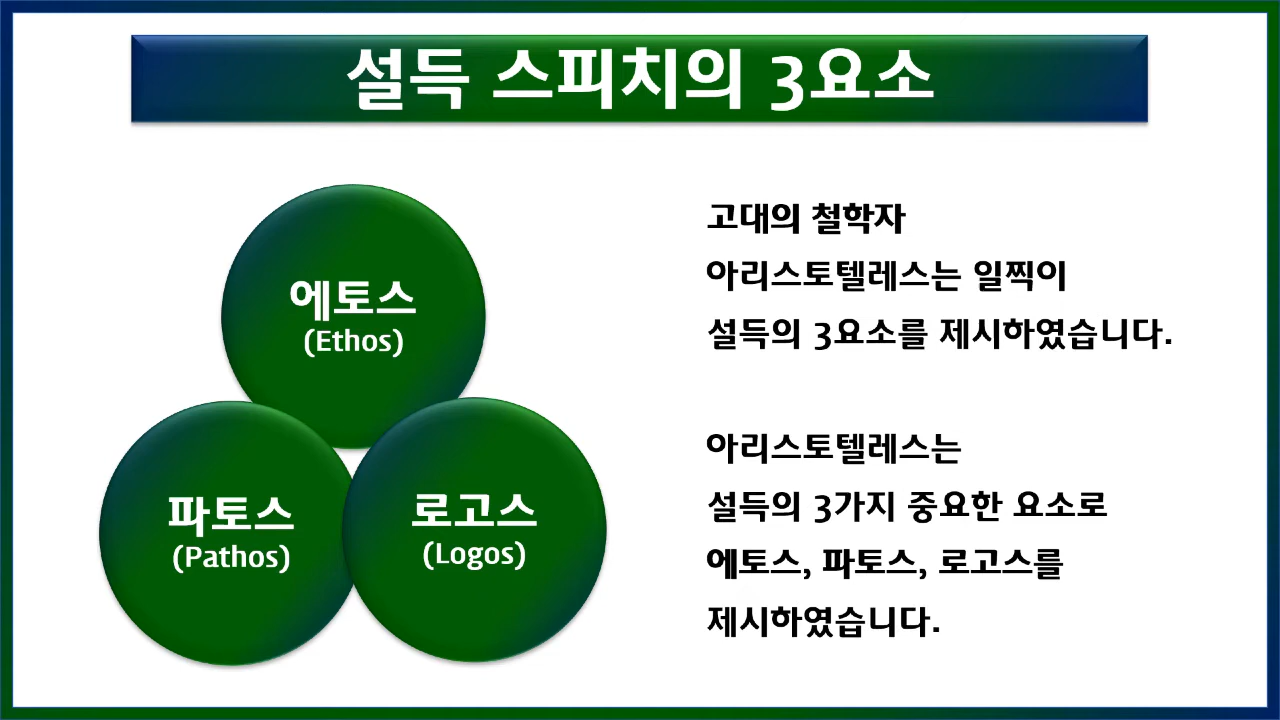 설득 스피치의 3요소
에토스
(Ethos)
파토스
(Pathos)
로고스
(Logos)
고대의 철학자
아리스토텔레스는 일찍이
설득의 3요소를 제시하였습니다.
아리스토텔레스는
설득의 3가지 중요한 요소로
에토스, 파토스, 로고스를
제시하였습니다.